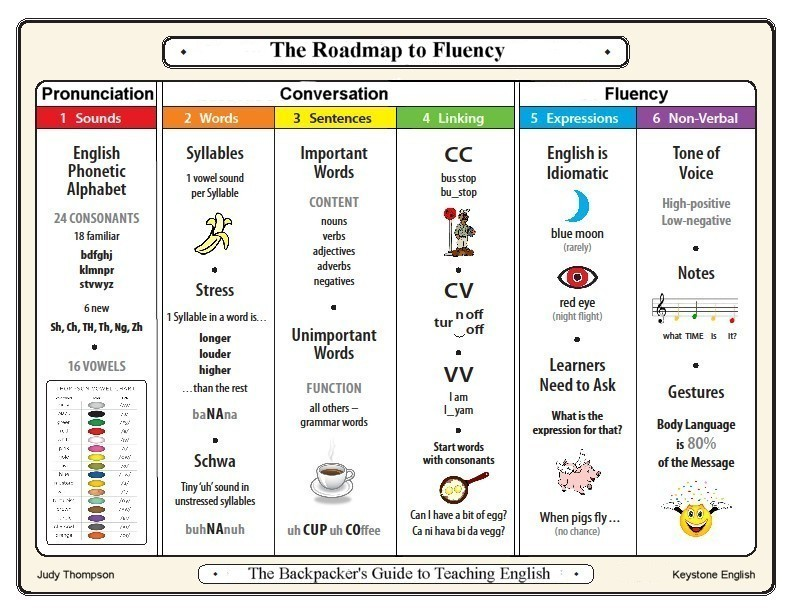 The Roadmap to Fluency
Pronunciation
Conversation
Fluency
1 Sounds
2 Words
3 Sentences
4 Linking
5 Expressions
6 Non-Verbal
English
Phonetic
Alphabet
24 CONSONANTS
18 familiar
bdfghj
klmnpr
stvwyz
6 new
Sh, Ch, TH, Th, Ng, Zh
16 VOWELS
THOMPSON VOWEL CHART
Syllables
1 vowel sound
per Syllable
Stress
1 Syllable in a word is...
longer
louder
higher
...than the rest
baNAna
Schwa
Tiny 'uh' sound in
unstressed syllables
buhNAnuh
Important
Words
CONTENT
nouns
verbs
adjectives
adverbs
negatives
Unimportant
Words
FUNCTION
all others –
grammar words
uh CUP uh COffee
CC
bus stop
bu_stop
CV
turn off
tur_noff
VV
I am
I_yam
Start words
with consonants
Can I have a bit of egg?
Ca ni hava bi da vegg?
English is
Idiomatic
blue moon
(rarely)
red eye
(night flight)
Learners
Need to Ask
What is the
expression for that?
When pigs fly...
(no chance)
Tone of
Voice
High-positive
Low-negative
Notes
what TIME is it?
Gestures
Body Language
is 80%
of the Message
Judy Thompson
The Backpacker's Guide to Teaching English
Keystone English